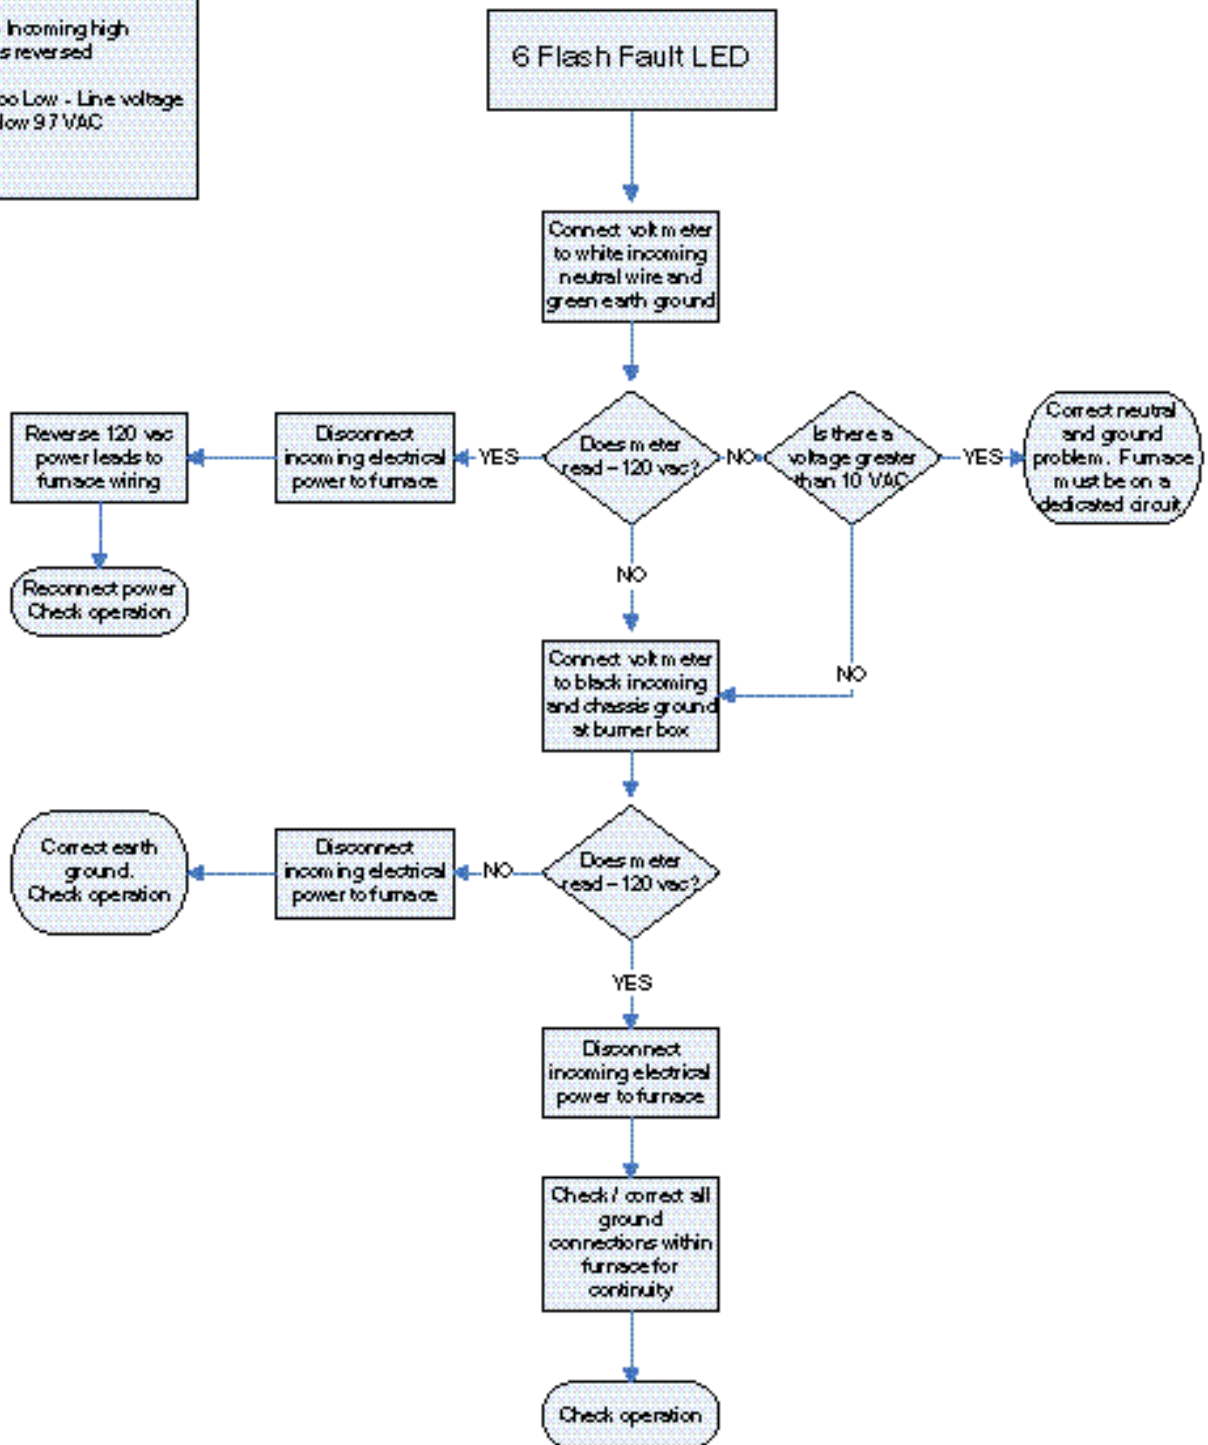 Incoming high
s reversed
oo Low - Line voltage
low 97 VAC
6 Flash Fault LED
Connect voltmeter
to white incoming
neutral wire and
green earth ground
Reverse 120 vac
power leads to
furnace wiring
Disconnect
incoming electrical
power to furnace
YES
Does meter
read ~120 vac?
NO
Is there a
voltage greater
than 10 VAC
YES
Correct neutral
and ground
problem. Furnace
must be on a
dedicated circuit
Reconnect power
Check operation
NO
Connect voltmeter
to black incoming
and chassis ground
at burner box
NO
Correct earth
ground.
Check operation
Disconnect
incoming electrical
power to furnace
NO
Does meter
read ~120 vac?
YES
Disconnect
incoming electrical
power to furnace
Check / correct all
ground
connections within
furnace for
continuity
Check operation